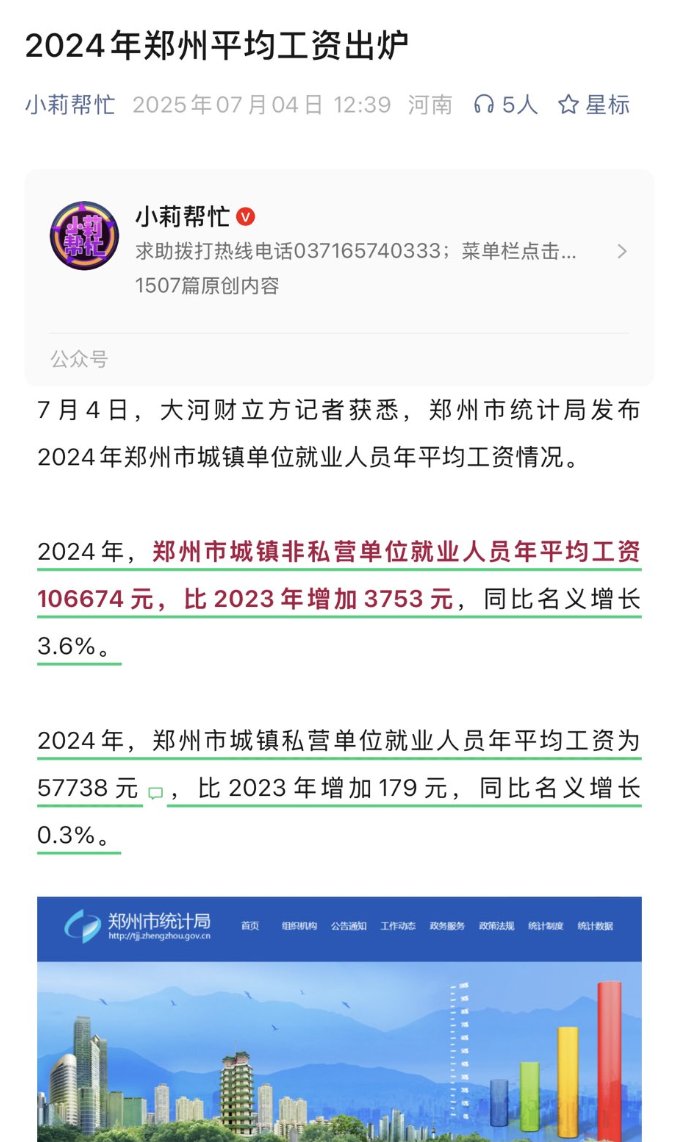 2024年郑州平均工资出炉
小莉帮忙 2025年07月04日 12:39 河南 5人 星标
小莉帮忙
小莉帮忙
求助拨打热线电话037165740333；菜单栏点击...
1507篇原创内容
公众号
7月4日，大河财立方记者获悉，郑州市统计局发布
2024年郑州市城镇单位就业人员年平均工资情况。
2024年，郑州市城镇非私营单位就业人员年平均工资
106674元，比2023年增加3753元，同比名义增长
3.6%。
2024年，郑州市城镇私营单位就业人员年平均工资为
57738元，比2023年增加179元，同比名义增长
0.3%。
郑州市统计局
http://tjj.zhengzhou.gov.cn
首页 组织机构 公告通知 工作动态 政务服务 政策法规 统计制度 统计数据